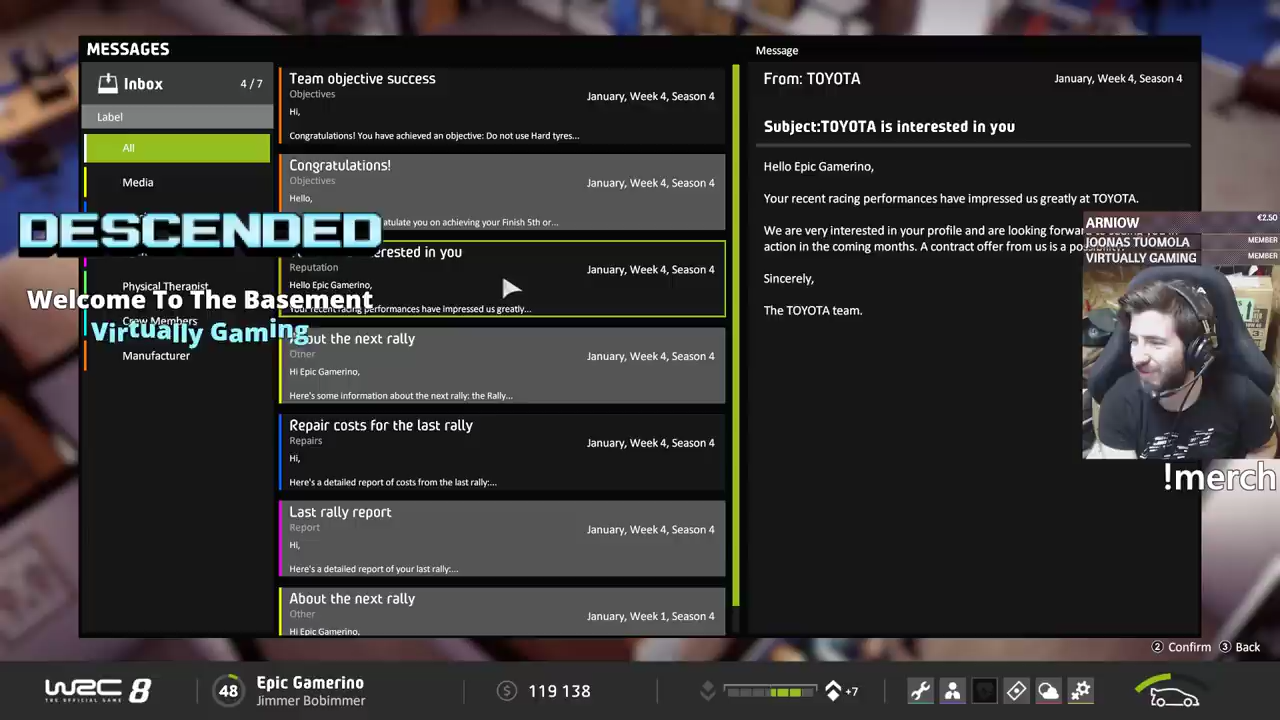 MESSAGES
Inbox 4/7
Label
All
Media
DESCENDED
Welcome To The Basement
Virtually Gaming
Physical Therapist
Crew Members
Manufacturer
Team objective success
Objectives
January, Week 4, Season 4
Hi,
Congratulations! You have achieved an objective: Do not use Hard tyres...
Congratulations!
Objectives
January, Week 4, Season 4
Hello,
ulate you on achieving your Finish 5th or...
erested in you
Reputation
January, Week 4, Season 4
Hello Epic Gamerino,
Your recent racing performances have impressed us greatly...
About the next rally
Other
January, Week 4, Season 4
Hi Epic Gamerino,
Here's some information about the next rally: the Rally...
Repair costs for the last rally
Repairs
January, Week 4, Season 4
Hi,
Here's a detailed report of costs from the last rally:...
Last rally report
Report
January, Week 4, Season 4
Hi,
Here's a detailed report of your last rally:...
About the next rally
Other
January, Week 1, Season 4
Hi Epic Gamerino,
Message
From: TOYOTA January, Week 4, Season 4
Subject:TOYOTA is interested in you
Hello Epic Gamerino,
Your recent racing performances have impressed us greatly at TOYOTA.
We are very interested in your profile and are looking forwa
action in the coming months. A contract offer from us is a possib
Sincerely,
The TOYOTA team.
ARNIOW €2.50
JOONAS TUOMOLA MEMBER
VIRTUALLY GAMING MEMBER
!merch
2 Confirm 3 Back
WRC 8
THE OFFICIAL GAME
48
Epic Gamerino
Jimmer Bobimmer
$ 119 138
+7